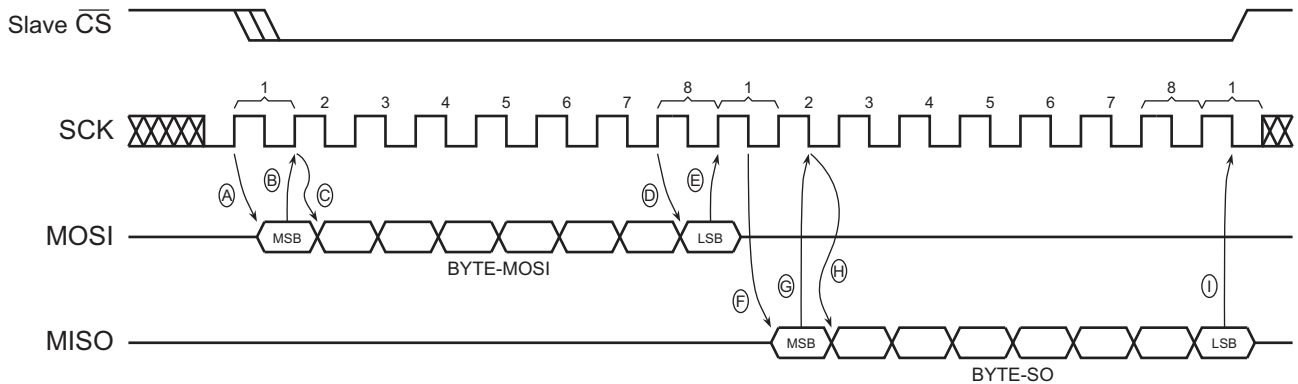 Slave CS
1 2 3 4 5 6 7 8 1 2 3 4 5 6 7 8 1
SCK
A B C D E
MOSI MSB LSB
BYTE-MOSI
F G H I
MISO MSB LSB
BYTE-SO